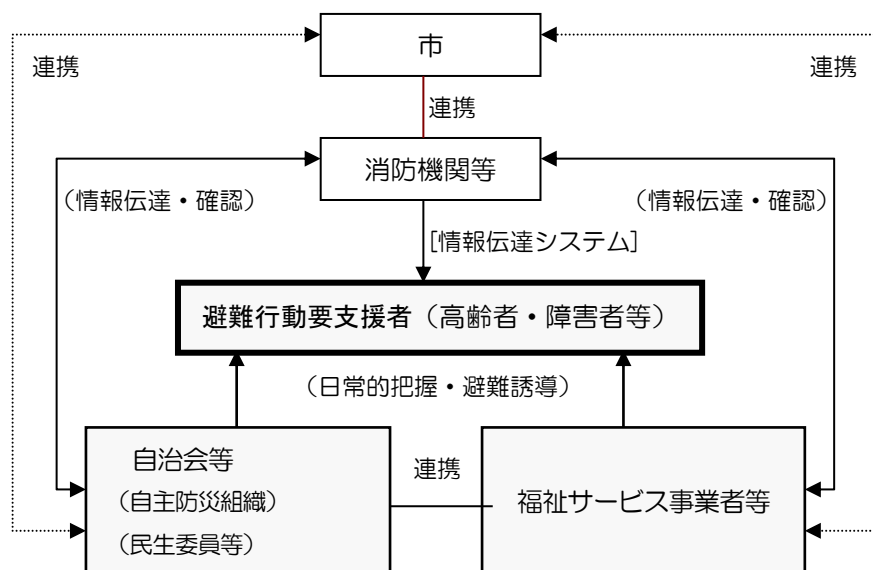 市
連携
連携
連携
消防機関等
（情報伝達・確認）
（情報伝達・確認）
[情報伝達システム]
避難行動要支援者（高齢者・障害者等）
（日常的把握・避難誘導）
自治会等
（自主防災組織）
（民生委員等）
連携
福祉サービス事業者等